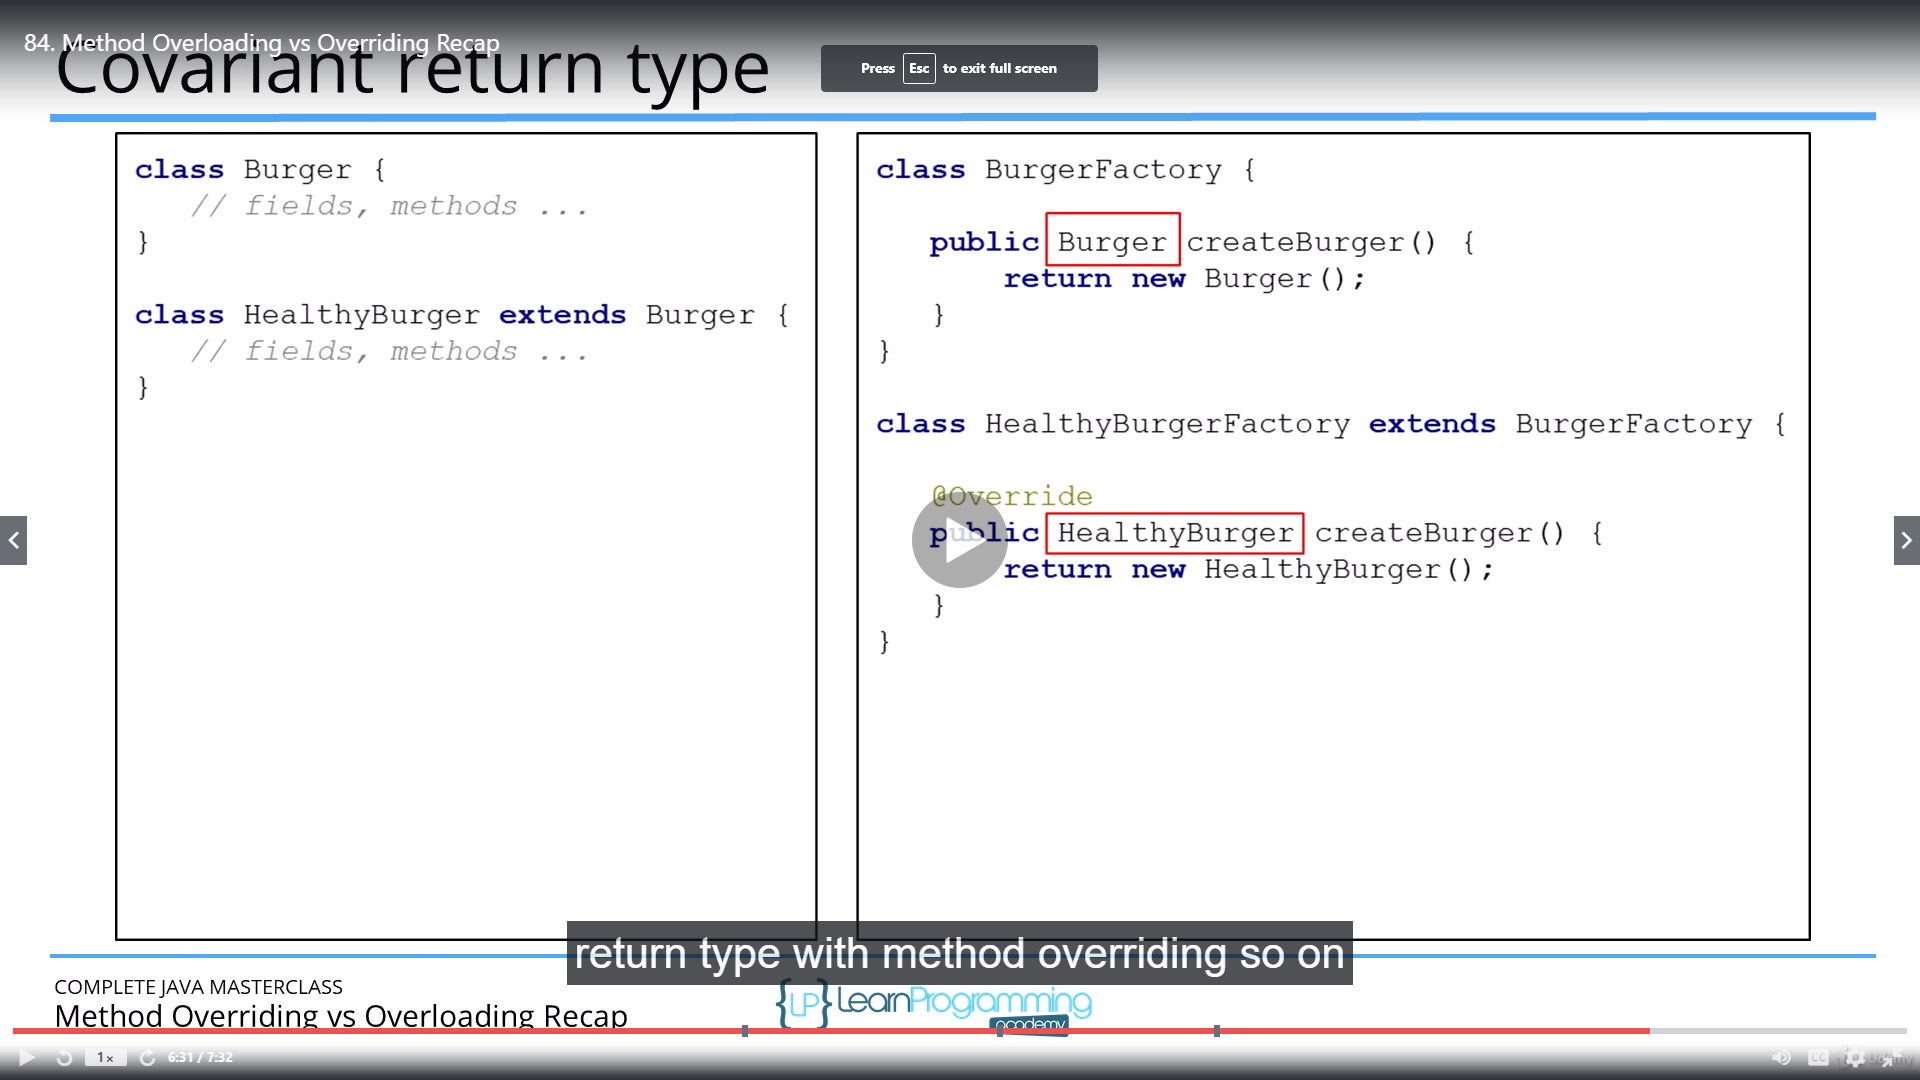 84. Method Overloading vs Overriding Recap
Covariant return type
Press Esc to exit full screen
class Burger {
// fields, methods ...
}
class HealthyBurger extends Burger {
// fields, methods ...
}
class BurgerFactory {
public Burger createBurger() {
return new Burger();
}
}
class HealthyBurgerFactory extends BurgerFactory {
@Override
public HealthyBurger createBurger() {
return new HealthyBurger();
}
}
return type with method overriding so on
COMPLETE JAVA MASTERCLASS
Method Overriding vs Overloading Recap
{LP} LearnProgramming
academy
1x
6:31 / 7:32
CC
Udemy